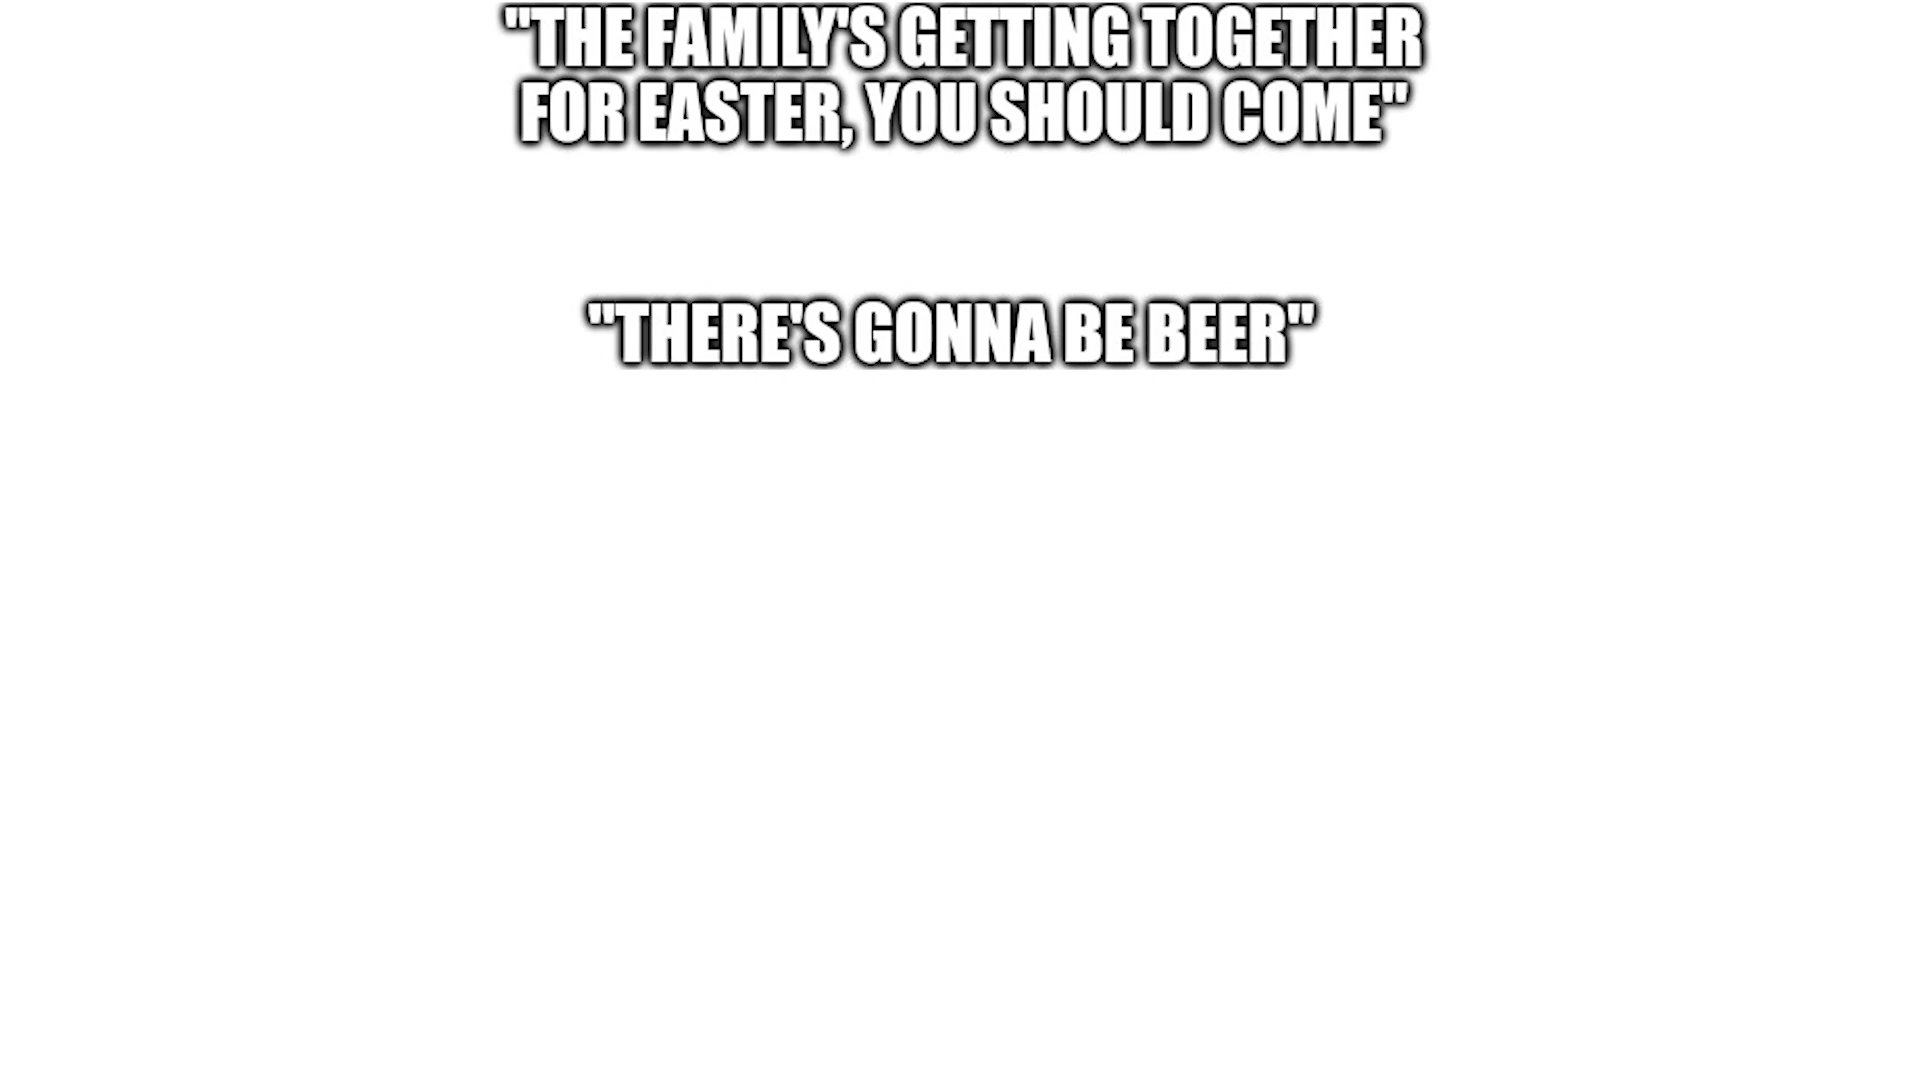 "THE FAMILY'S GETTING TOGETHER
FOR EASTER, YOU SHOULD COME"
"THERE'S GONNA BE BEER"